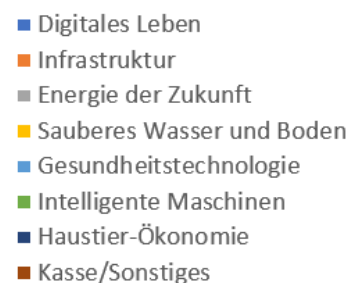 Digitales Leben
Infrastruktur
Energie der Zukunft
Sauberes Wasser und Boden
Gesundheitstechnologie
Intelligente Maschinen
Haustier-Ökonomie
Kasse/Sonstiges